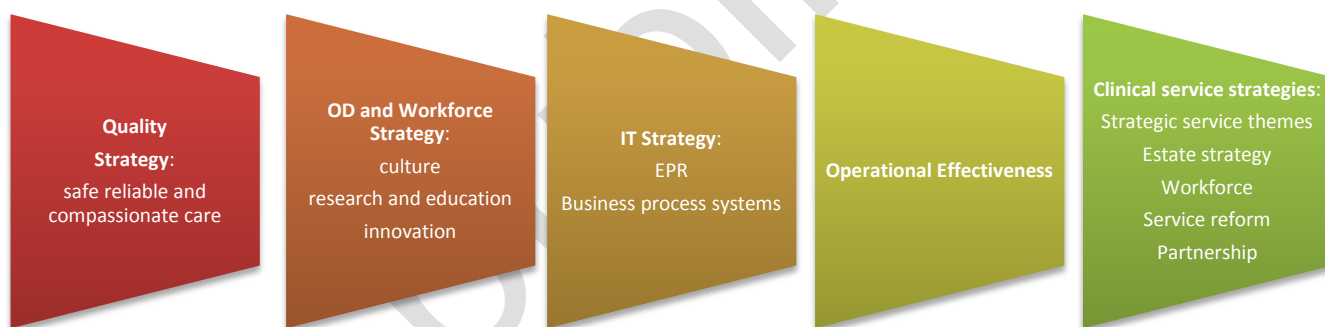 Quality
Strategy:
safe reliable and
compassionate care
OD and Workforce
Strategy:
culture
research and education
innovation
IT Strategy:
EPR
Business process systems
Operational Effectiveness
Clinical service strategies:
Strategic service themes
Estate strategy
Workforce
Service reform
Partnership